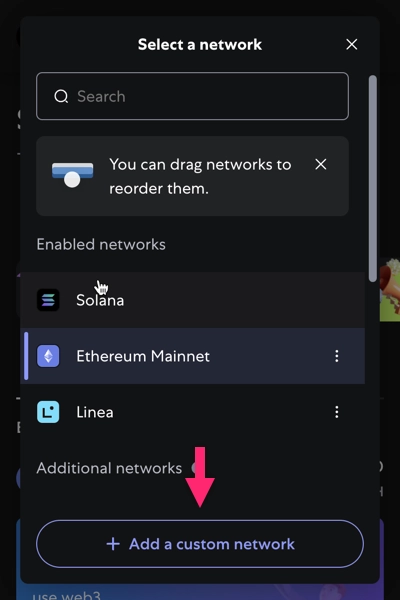 Select a network
Search
You can drag networks to
reorder them.
Enabled networks
Solana
Ethereum Mainnet
Linea
Additional networks
+ Add a custom network
use web3